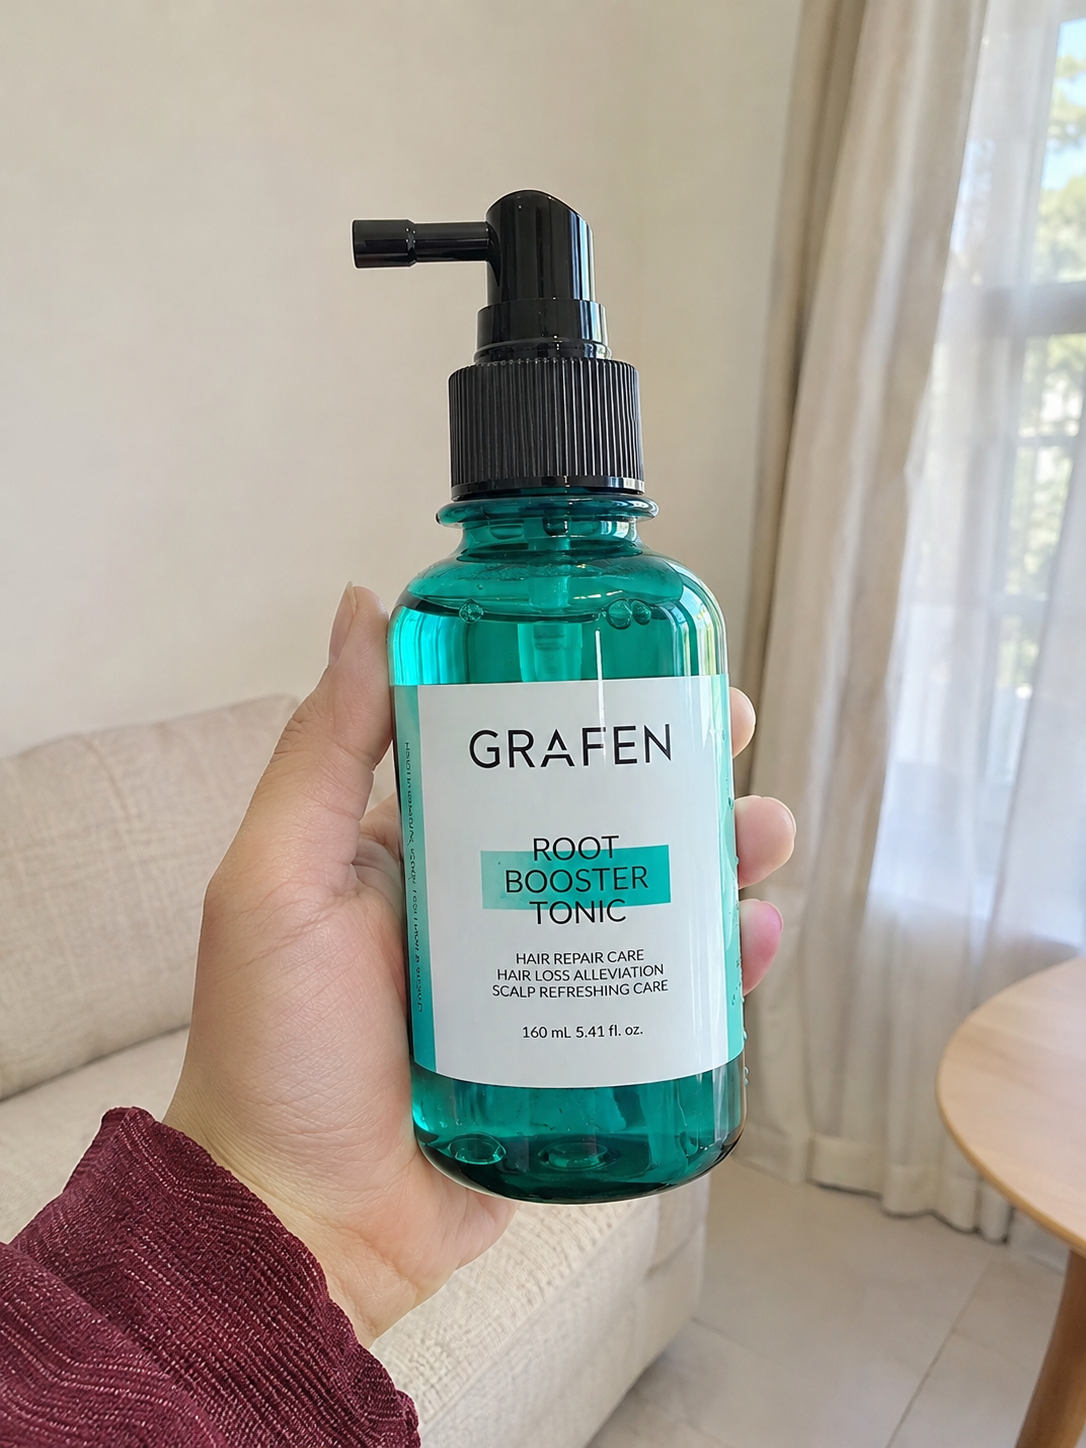 GRAFEN
ROOT
BOOSTER
TONIC
HAIR REPAIR CARE
HAIR LOSS ALLEVIATION
SCALP REFRESHING CARE
160 mL 5.41 fl. oz.